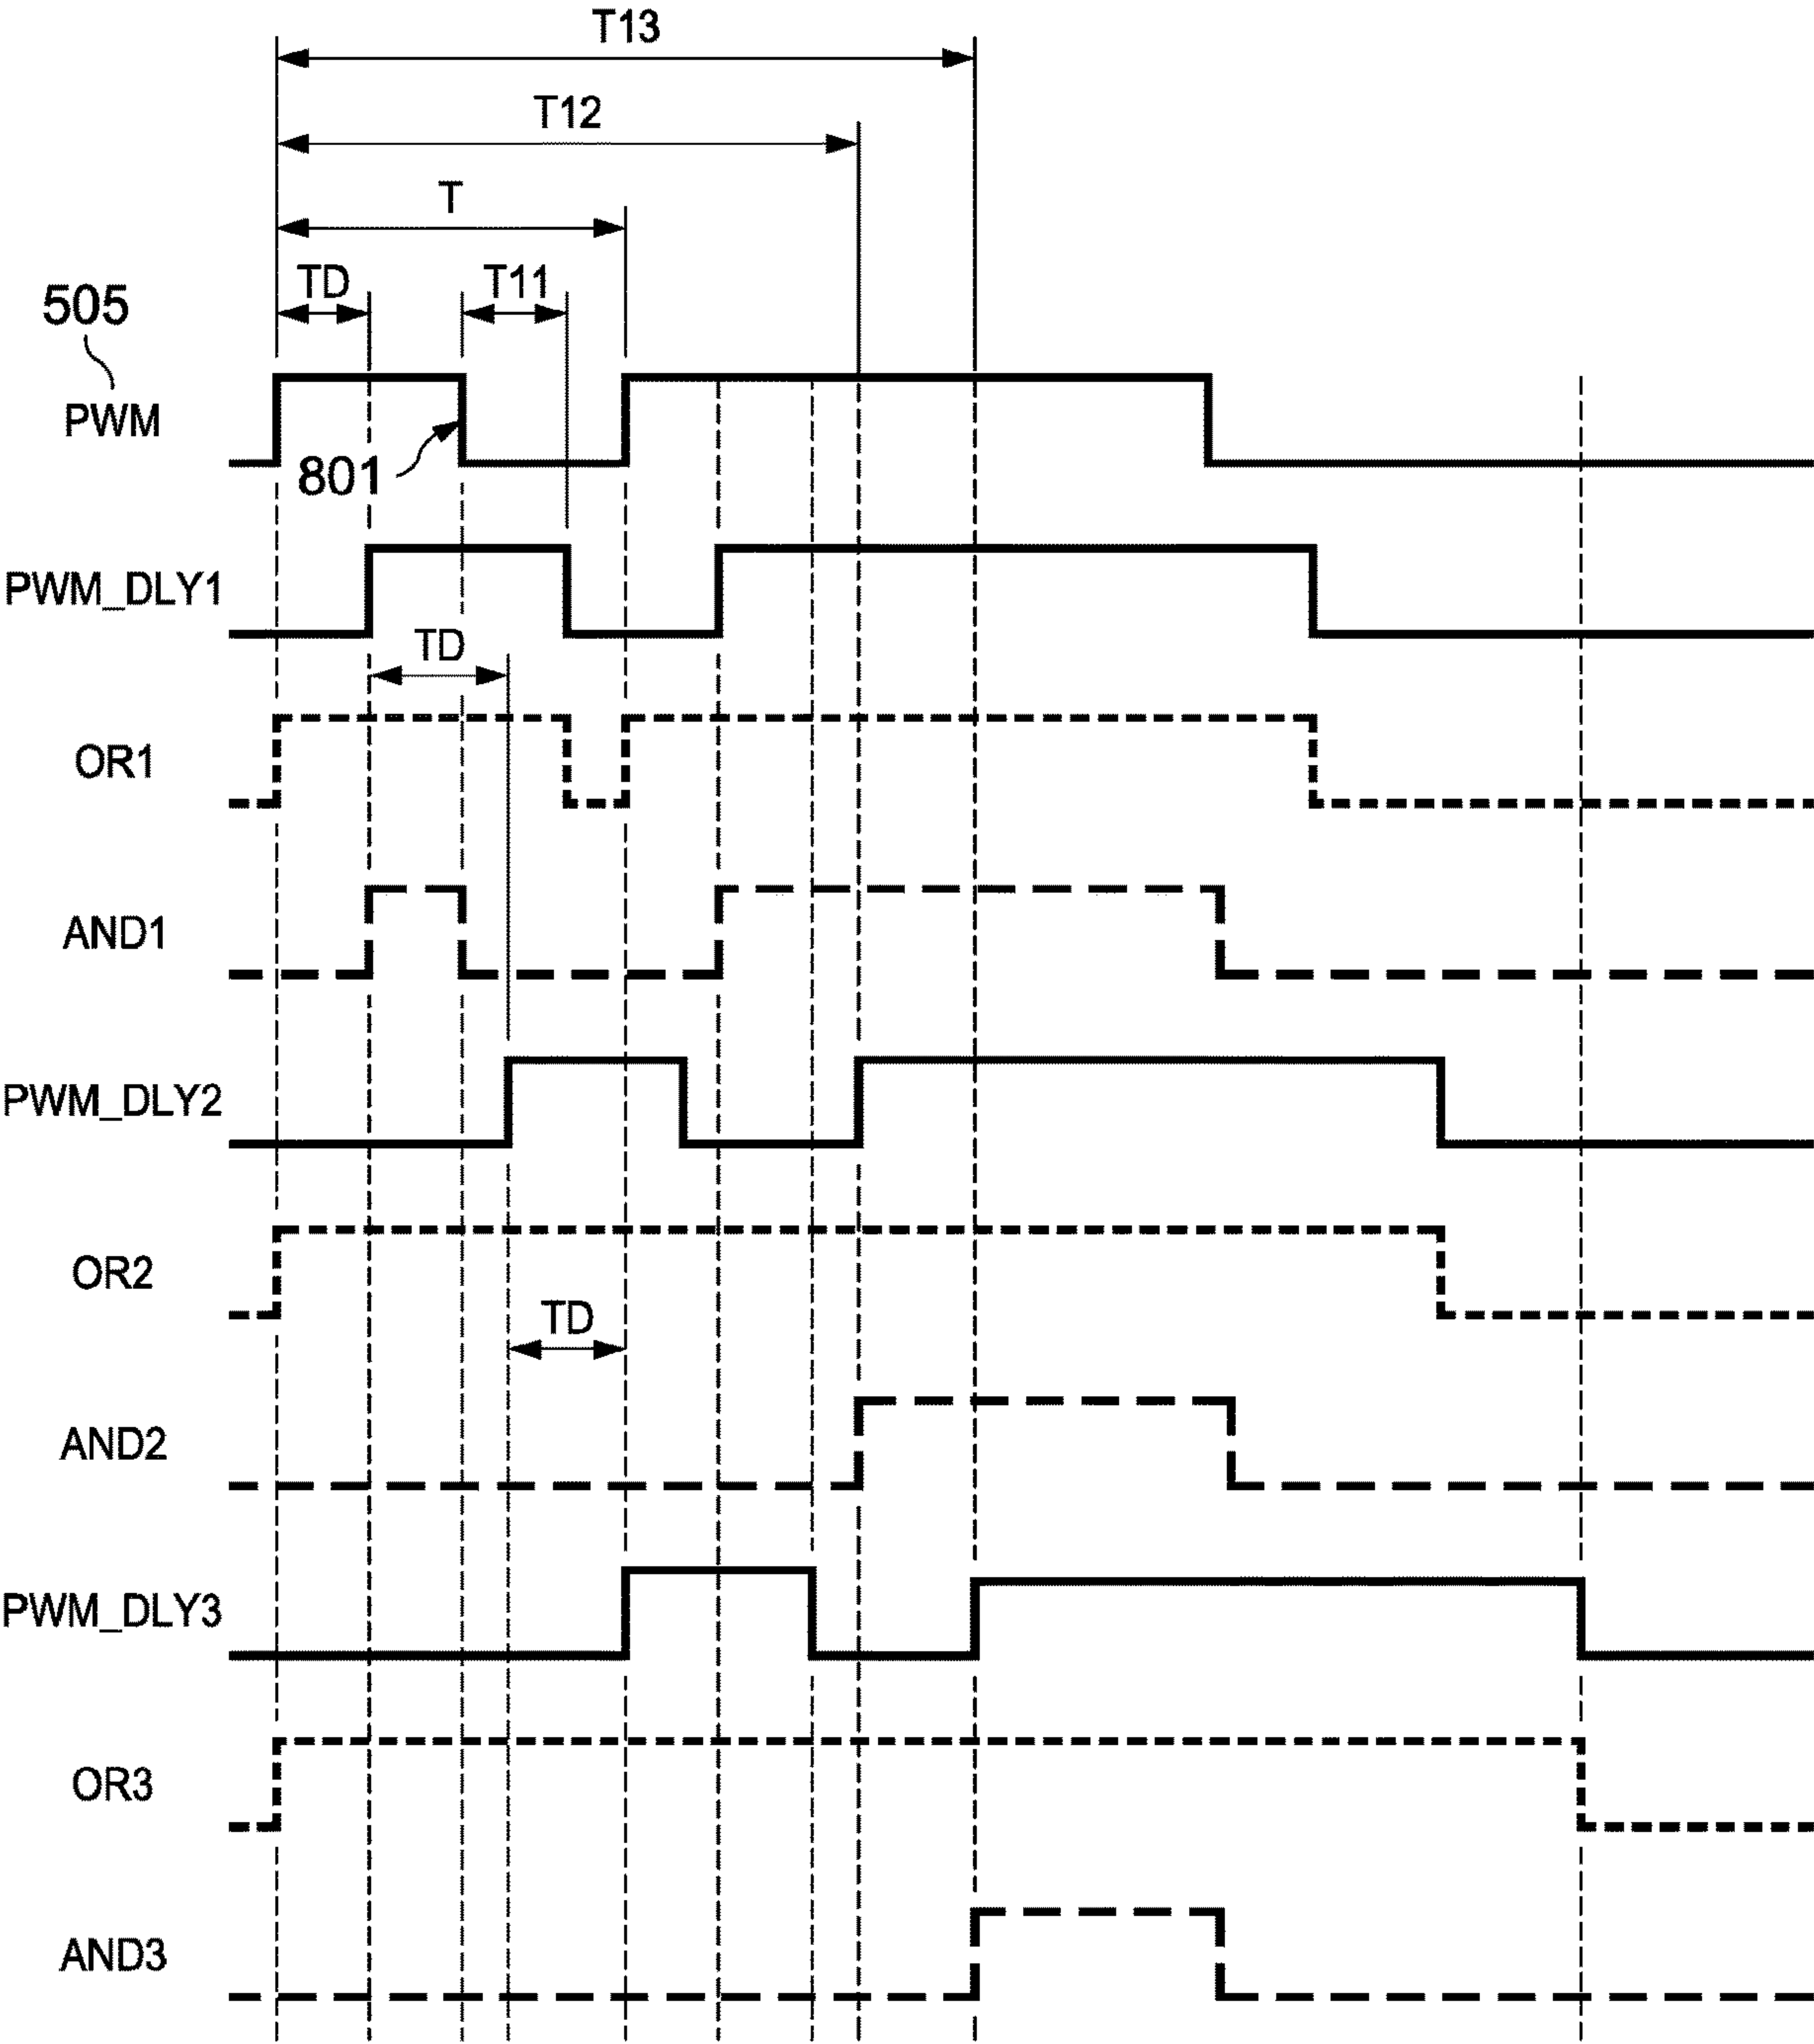 T13
T12
T
TD T11
505
PWM
801
PWM_DLY1
TD
OR1
AND1
PWM_DLY2
OR2
TD
AND2
PWM_DLY3
OR3
AND3